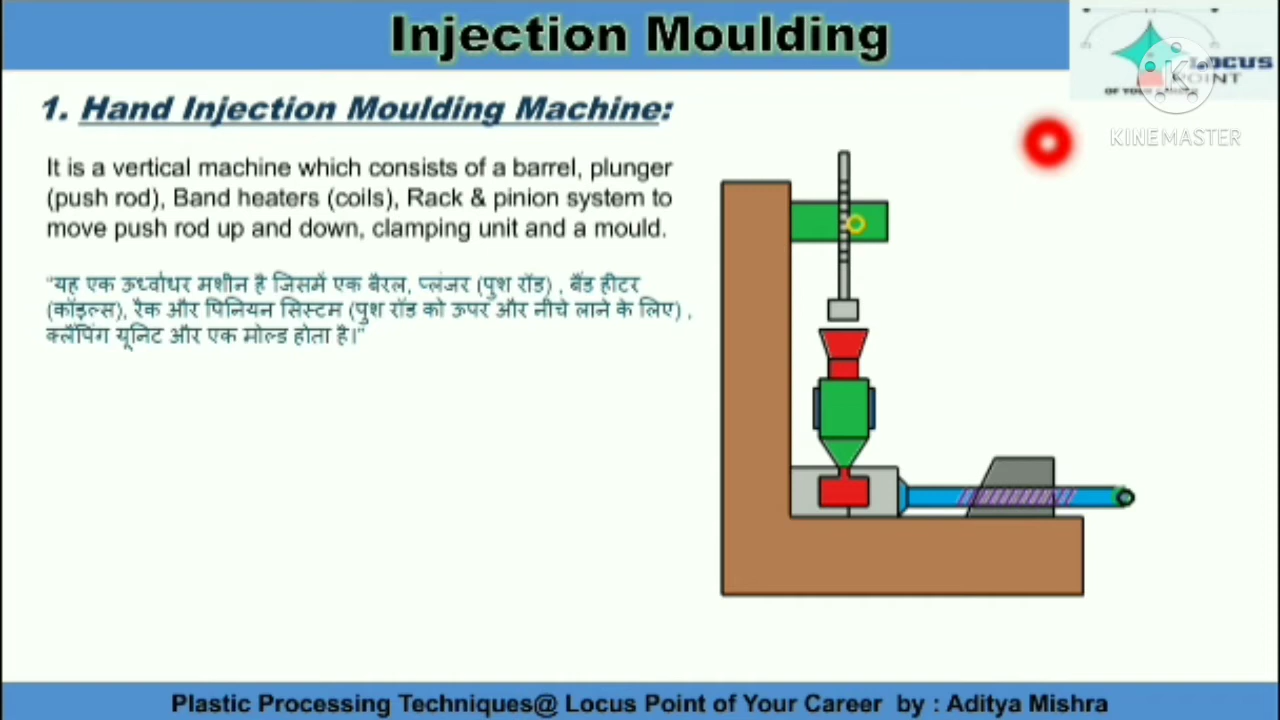 Injection Moulding
LOCUS
POINT
KINEMASTER
1. Hand Injection Moulding Machine:
It is a vertical machine which consists of a barrel, plunger
(push rod), Band heaters (coils), Rack & pinion system to
move push rod up and down, clamping unit and a mould.
"यह एक ऊर्ध्वाधर मशीन है जिसमें एक बैरल, प्लंजर (पुश रॉड) , बैंड हीटर
(कॉइल्स), रैक और पिनियन सिस्टम (पुश रॉड को ऊपर और नीचे लाने के लिए) ,
क्लैंपिंग यूनिट और एक मोल्ड होता है।"
Plastic Processing Techniques@ Locus Point of Your Career by : Aditya Mishra